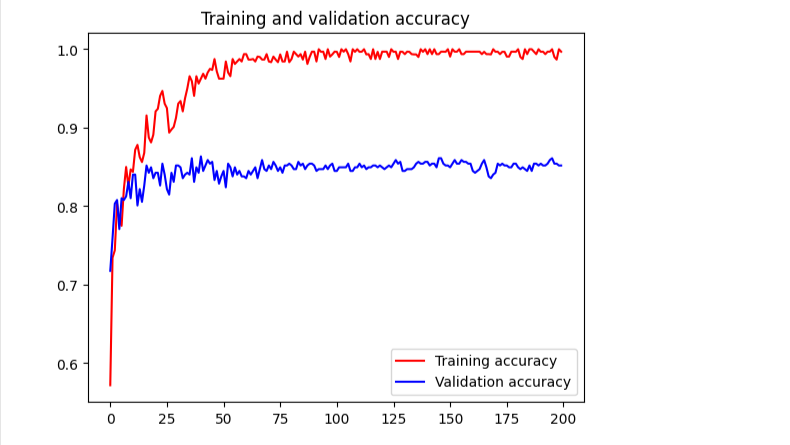 Training and validation accuracy
1.0
0.9
0.8
0.7
0.6
Training accuracy
Validation accuracy
0 25 50 75 100 125 150 175 200